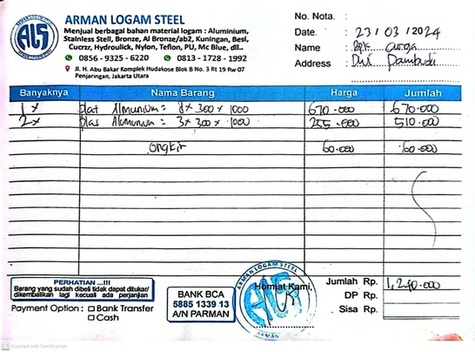 ARMAN LOGAM STEEL
Menjual berbagai bahan material logam : Aluminium,
Stainless Stell, Bronze, Al Bronze/ab2, Kuningan, Besi,
Cucrzr, Hydroulick, Nylon, Teflon, PU, Mc Blue, dll..
0856 - 9325 - 6220 0813 - 1728 - 1992
Jl. H. Abu Bakar Komplek Hudakose Blok B No. 3 Rt 19 Rw 07
Penjaringan, Jakarta Utara
ALS
No. Nota. :
Date. : 23/03/2024
Name :
Address :
Banyaknya Nama Barang Harga Jumlah
1x plat Almunium = 8 x 300 x 1000 670.000 670.000
2x plat Almunium = 3 x 300 x 1000 255.000 510.000
ongkir 60.000 60.000
PERHATIAN ...!!!
Barang yang sudah dibeli tidak dapat ditukar/
dikembalikan lagi kecuali ada perjanjian
Payment Option : Bank Transfer
Cash
BANK BCA
5885 1339 13
A/N PARMAN
Hormat Kami,
ARMAN LOGAM STEEL
ALS
ARMAN
Jumlah Rp. 1,240.000
DP Rp.
Sisa Rp.
Scanned with CamScanner